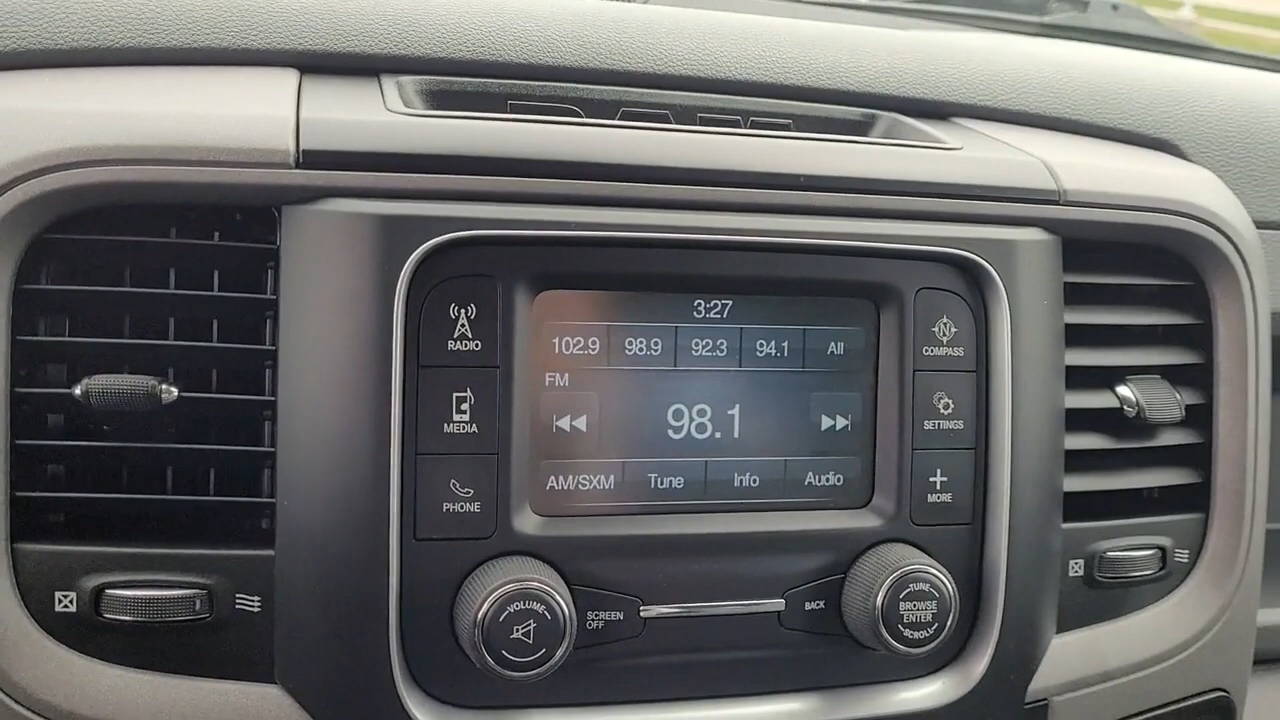 RAM
RADIO
MEDIA
PHONE
3:27
102.9 98.9 92.3 94.1 All
FM
98.1
AM/SXM Tune Info Audio
N
COMPASS
SETTINGS
MORE
VOLUME
SCREEN
OFF
BACK
TUNE
BROWSE
ENTER
SCROLL